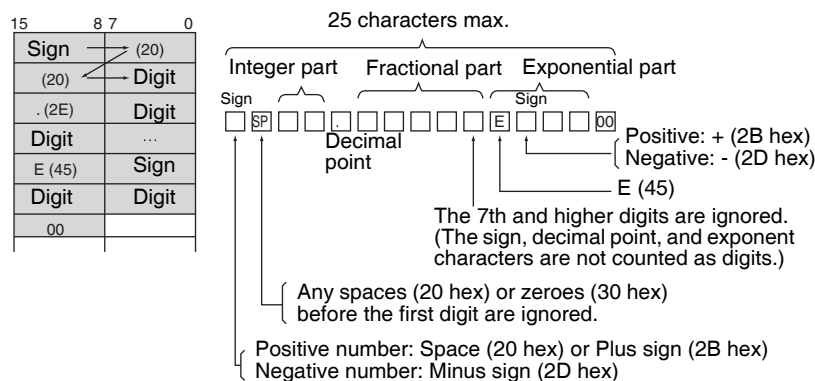 15 8 7 0
Sign (20)
(20) Digit
. (2E) Digit
Digit ...
E (45) Sign
Digit Digit
00
25 characters max.
Integer part Fractional part Exponential part
Sign Sign
SP . E 00
Decimal
point
Positive: + (2B hex)
Negative: - (2D hex)
E (45)
The 7th and higher digits are ignored.
(The sign, decimal point, and exponent
characters are not counted as digits.)
Any spaces (20 hex) or zeroes (30 hex)
before the first digit are ignored.
Positive number: Space (20 hex) or Plus sign (2B hex)
Negative number: Minus sign (2D hex)